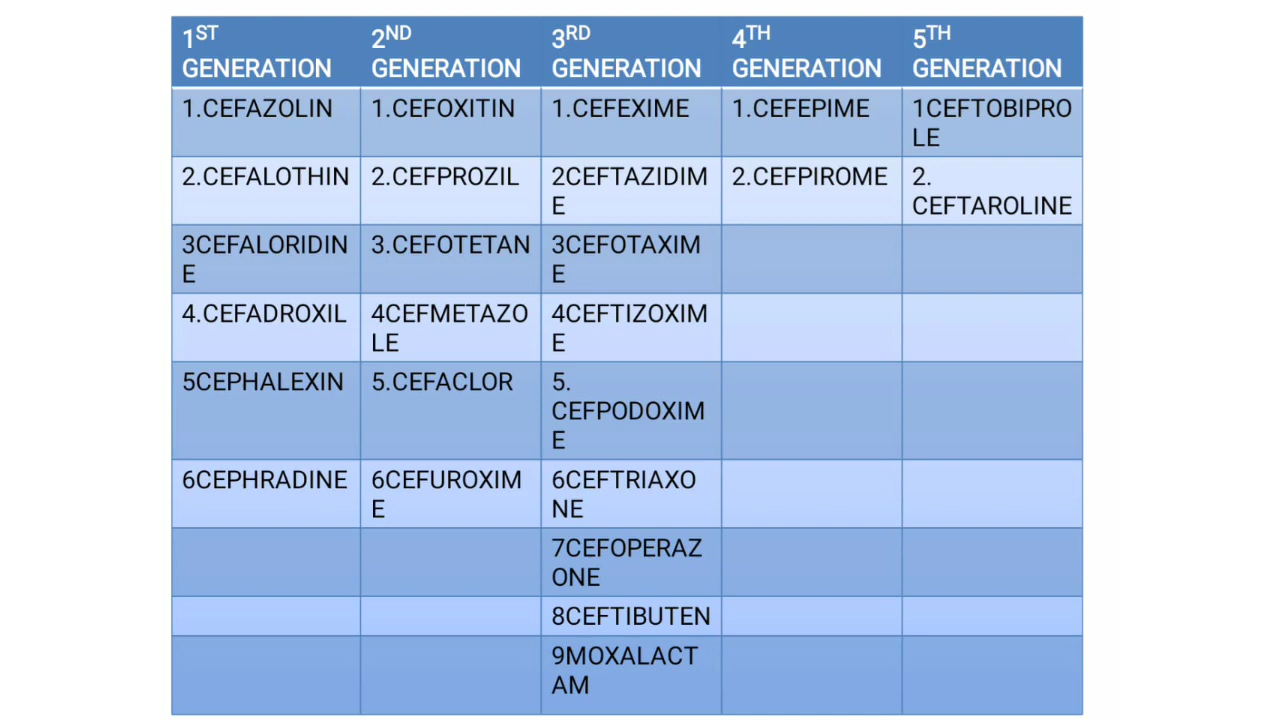 1ST GENERATION
2ND GENERATION
3RD GENERATION
4TH GENERATION
5TH GENERATION
1.CEFAZOLIN
1.CEFOXITIN
1.CEFEXIME
1.CEFEPIME
1CEFTOBIPRO
LE
2.CEFALOTHIN
2.CEFPROZIL
2CEFTAZIDIM
E
2.CEFPIROME
2.
CEFTAROLINE
3CEFALORIDIN
E
3.CEFOTETAN
3CEFOTAXIM
E
4.CEFADROXIL
4CEFMETAZO
LE
4CEFTIZOXIM
E
5CEPHALEXIN
5.CEFACLOR
5.
CEFPODOXIM
E
6CEPHRADINE
6CEFUROXIM
E
6CEFTRIAXO
NE
7CEFOPERAZ
ONE
8CEFTIBUTEN
9MOXALACT
AM